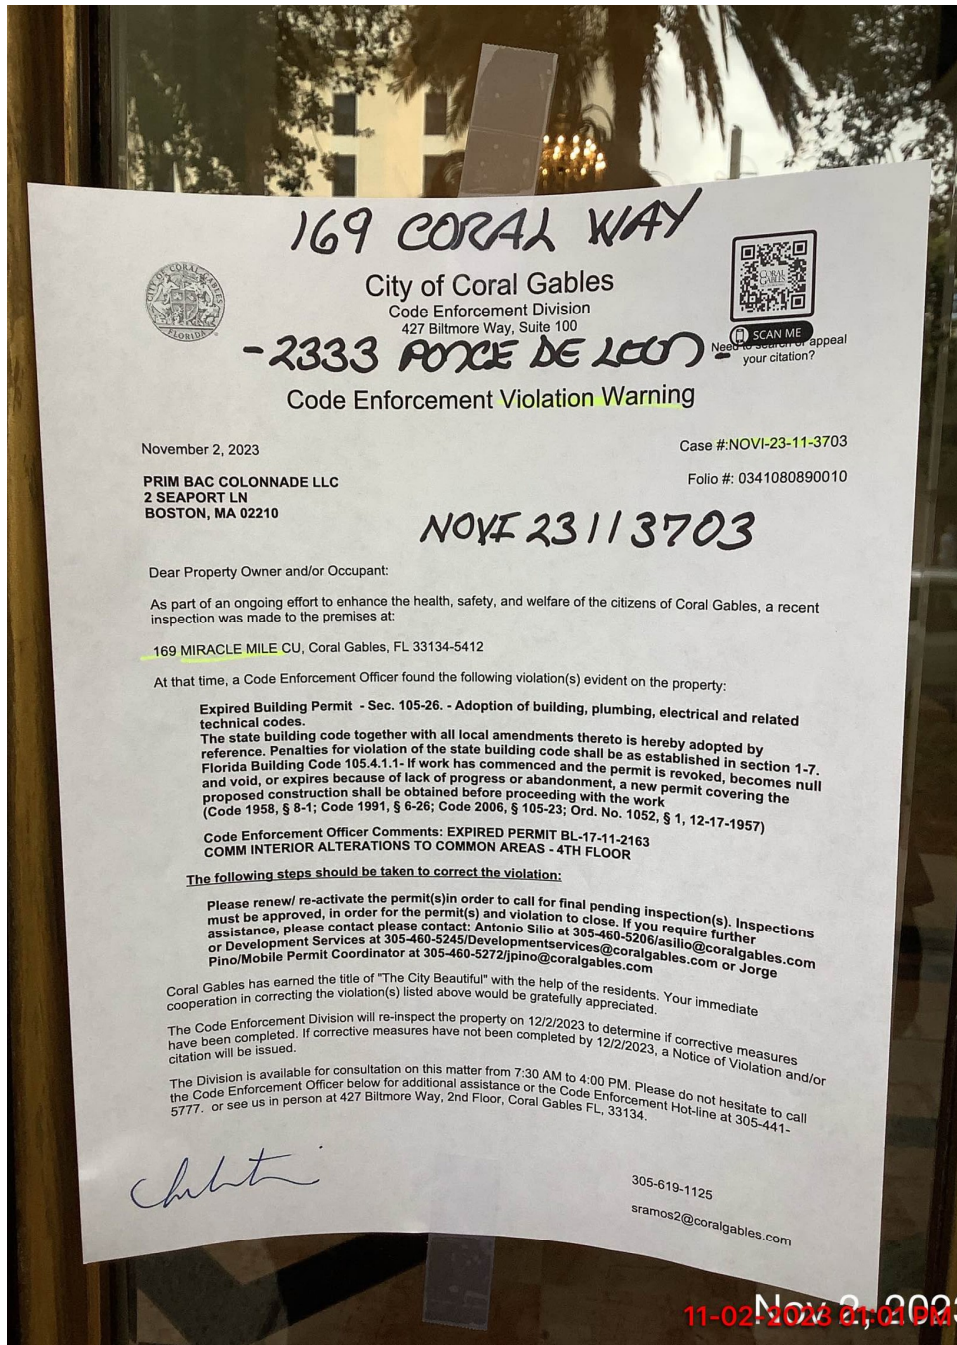 169 CORAL WAY
CITY OF CORAL GABLES
FLORIDA
CORAL GABLES
SCAN ME
City of Coral Gables
Code Enforcement Division
427 Biltmore Way, Suite 100
Need to search or appeal
your citation?
-2333 PONCE DE LEON-
Code Enforcement Violation Warning
November 2, 2023
Case #:NOVI-23-11-3703
PRIM BAC COLONNADE LLC
Folio #: 0341080890010
2 SEAPORT LN
BOSTON, MA 02210
NOVI 23113703
Dear Property Owner and/or Occupant:
As part of an ongoing effort to enhance the health, safety, and welfare of the citizens of Coral Gables, a recent
inspection was made to the premises at:
169 MIRACLE MILE CU, Coral Gables, FL 33134-5412
At that time, a Code Enforcement Officer found the following violation(s) evident on the property:
Expired Building Permit - Sec. 105-26. - Adoption of building, plumbing, electrical and related
technical codes.
The state building code together with all local amendments thereto is hereby adopted by
reference. Penalties for violation of the state building code shall be as established in section 1-7.
Florida Building Code 105.4.1.1- If work has commenced and the permit is revoked, becomes null
and void, or expires because of lack of progress or abandonment, a new permit covering the
proposed construction shall be obtained before proceeding with the work
(Code 1958, § 8-1; Code 1991, § 6-26; Code 2006, § 105-23; Ord. No. 1052, § 1, 12-17-1957)
Code Enforcement Officer Comments: EXPIRED PERMIT BL-17-11-2163
COMM INTERIOR ALTERATIONS TO COMMON AREAS - 4TH FLOOR
The following steps should be taken to correct the violation:
Please renew/ re-activate the permit(s)in order to call for final pending inspection(s). Inspections
must be approved, in order for the permit(s) and violation to close. If you require further
assistance, please contact please contact: Antonio Silio at 305-460-5206/asilio@coralgables.com
or Development Services at 305-460-5245/Developmentservices@coralgables.com or Jorge
Pino/Mobile Permit Coordinator at 305-460-5272/jpino@coralgables.com
Coral Gables has earned the title of "The City Beautiful" with the help of the residents. Your immediate
cooperation in correcting the violation(s) listed above would be gratefully appreciated.
The Code Enforcement Division will re-inspect the property on 12/2/2023 to determine if corrective measures
have been completed. If corrective measures have not been completed by 12/2/2023, a Notice of Violation and/or
citation will be issued.
The Division is available for consultation on this matter from 7:30 AM to 4:00 PM. Please do not hesitate to call
the Code Enforcement Officer below for additional assistance or the Code Enforcement Hot-line at 305-441-
5777. or see us in person at 427 Biltmore Way, 2nd Floor, Coral Gables FL, 33134.
305-619-1125
sramos2@coralgables.com
Nov 2, 202
11-02-2023 01:01 PM